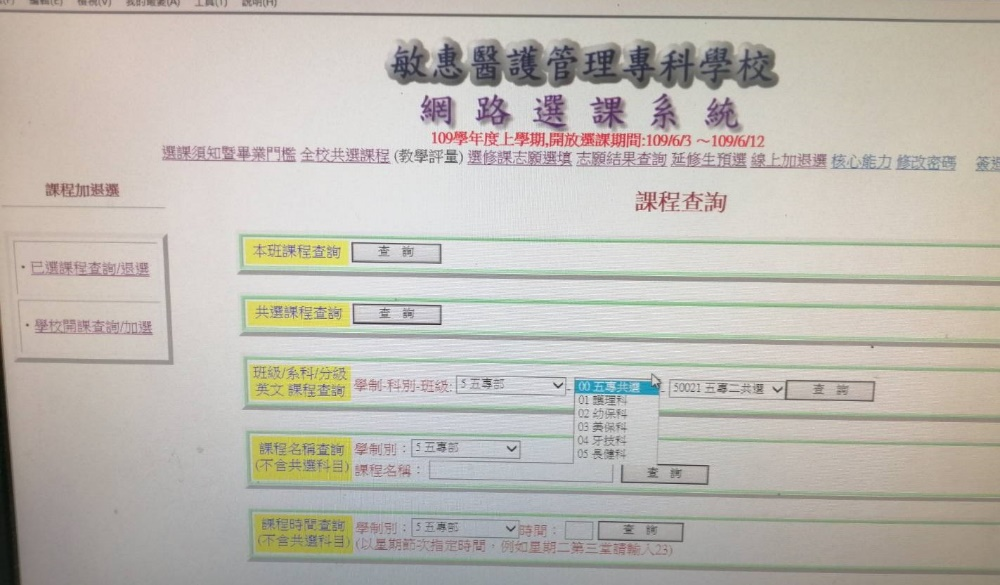 編輯(E) 檢視(V) 我的最愛(A) 工具(T) 說明(H)
敏惠醫護管理專科學校
網路選課系統
109學年度上學期,開放選課期間:109/6/3 ～109/6/12
選課須知暨畢業門檻 全校共選課程 (教學評量) 選修課志願選填 志願結果查詢 延修生預選 線上加退選 核心能力 修改密碼
課程加退選
課程查詢
・已選課程查詢/退選
・學校開課查詢/加選
本班課程查詢 查 詢
共選課程查詢 查 詢
班級/系科/分級
英文 課程查詢
學制-科別-班級: 5 五專部 - 00 五專共選 - 50021 五專二共選 查 詢
01 護理科
02 幼保科
03 美保科
04 牙技科
05 長健科
課程名稱查詢
(不含共選科目)
學制別：5 五專部
課程名稱： 查 詢
課程時間查詢
(不含共選科目)
學制別：5 五專部 時間： 查 詢
(以星期節次指定時間，例如星期二第三堂請輸入23)